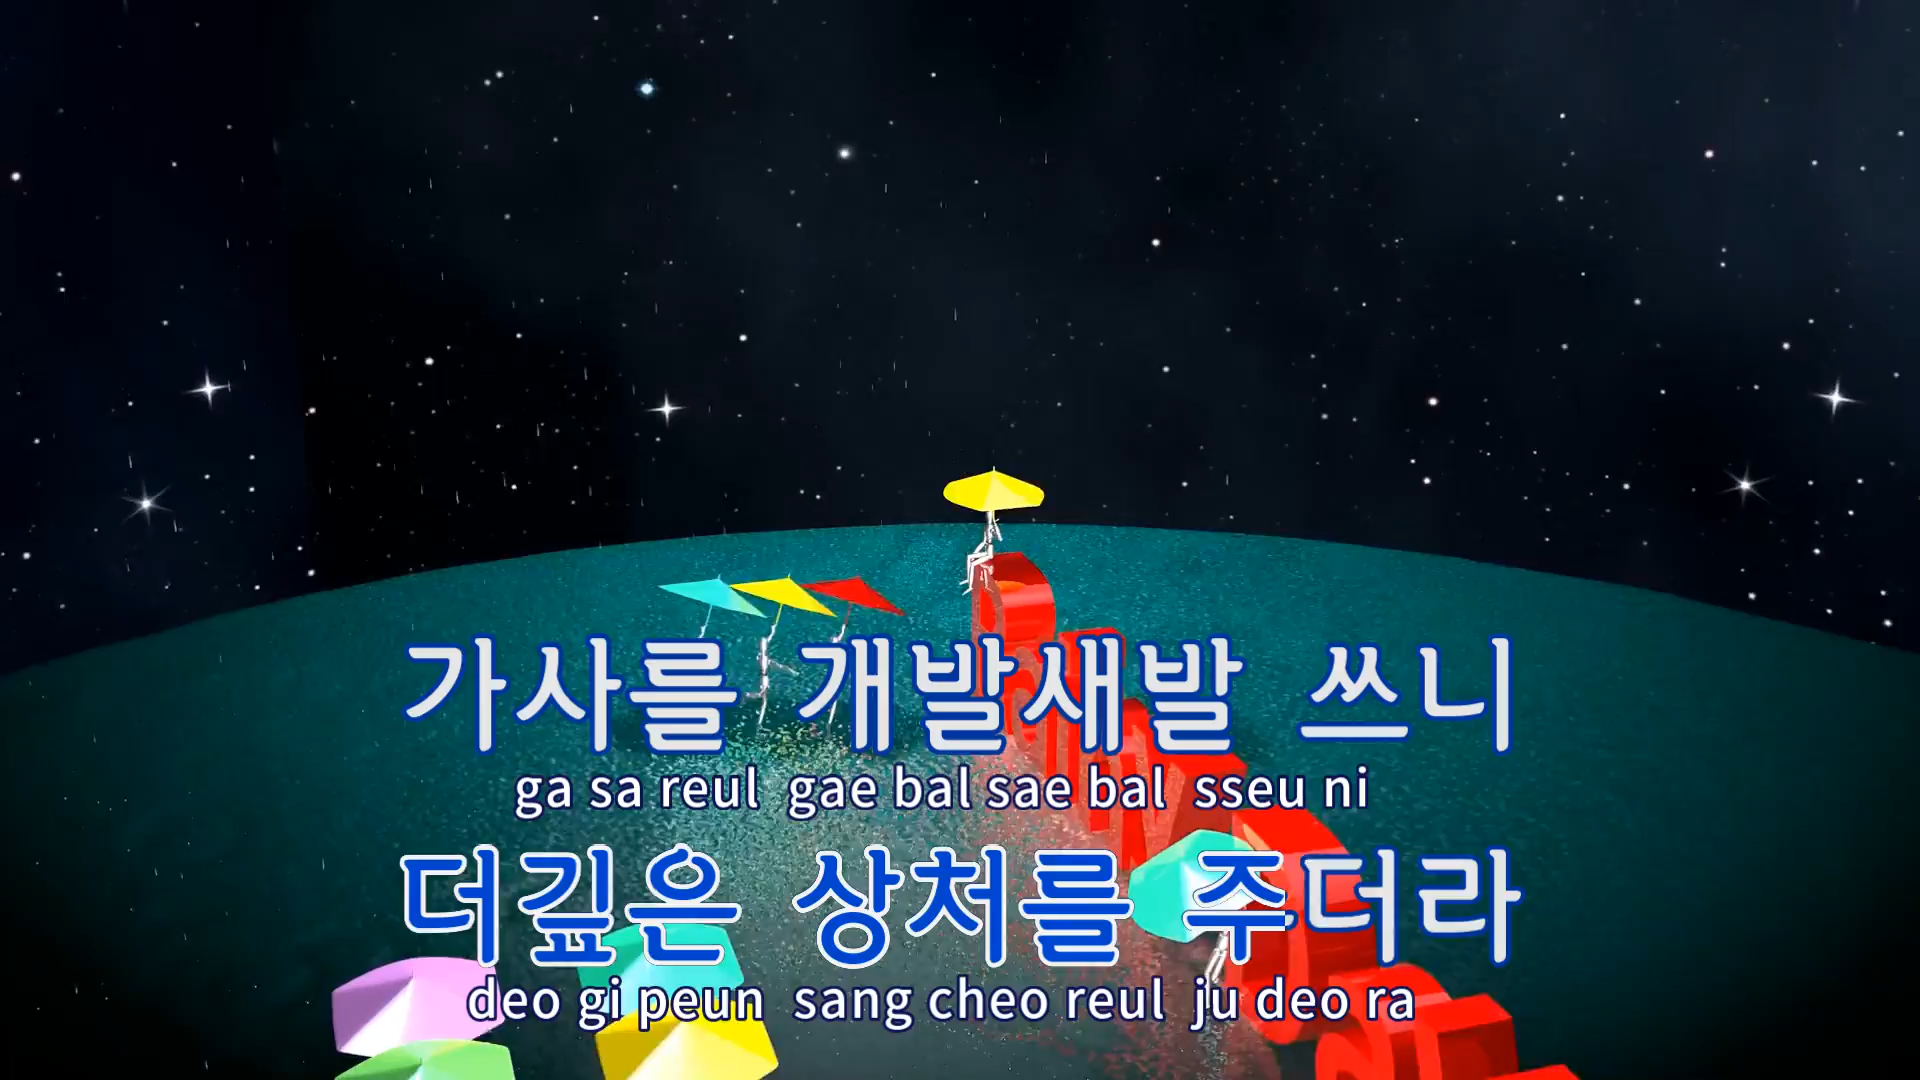 가사를 개발새발 쓰니
ga sa reul gae bal sae bal sseu ni
더깊은 상처를 주더라
deo gi peun sang cheo reul ju deo ra